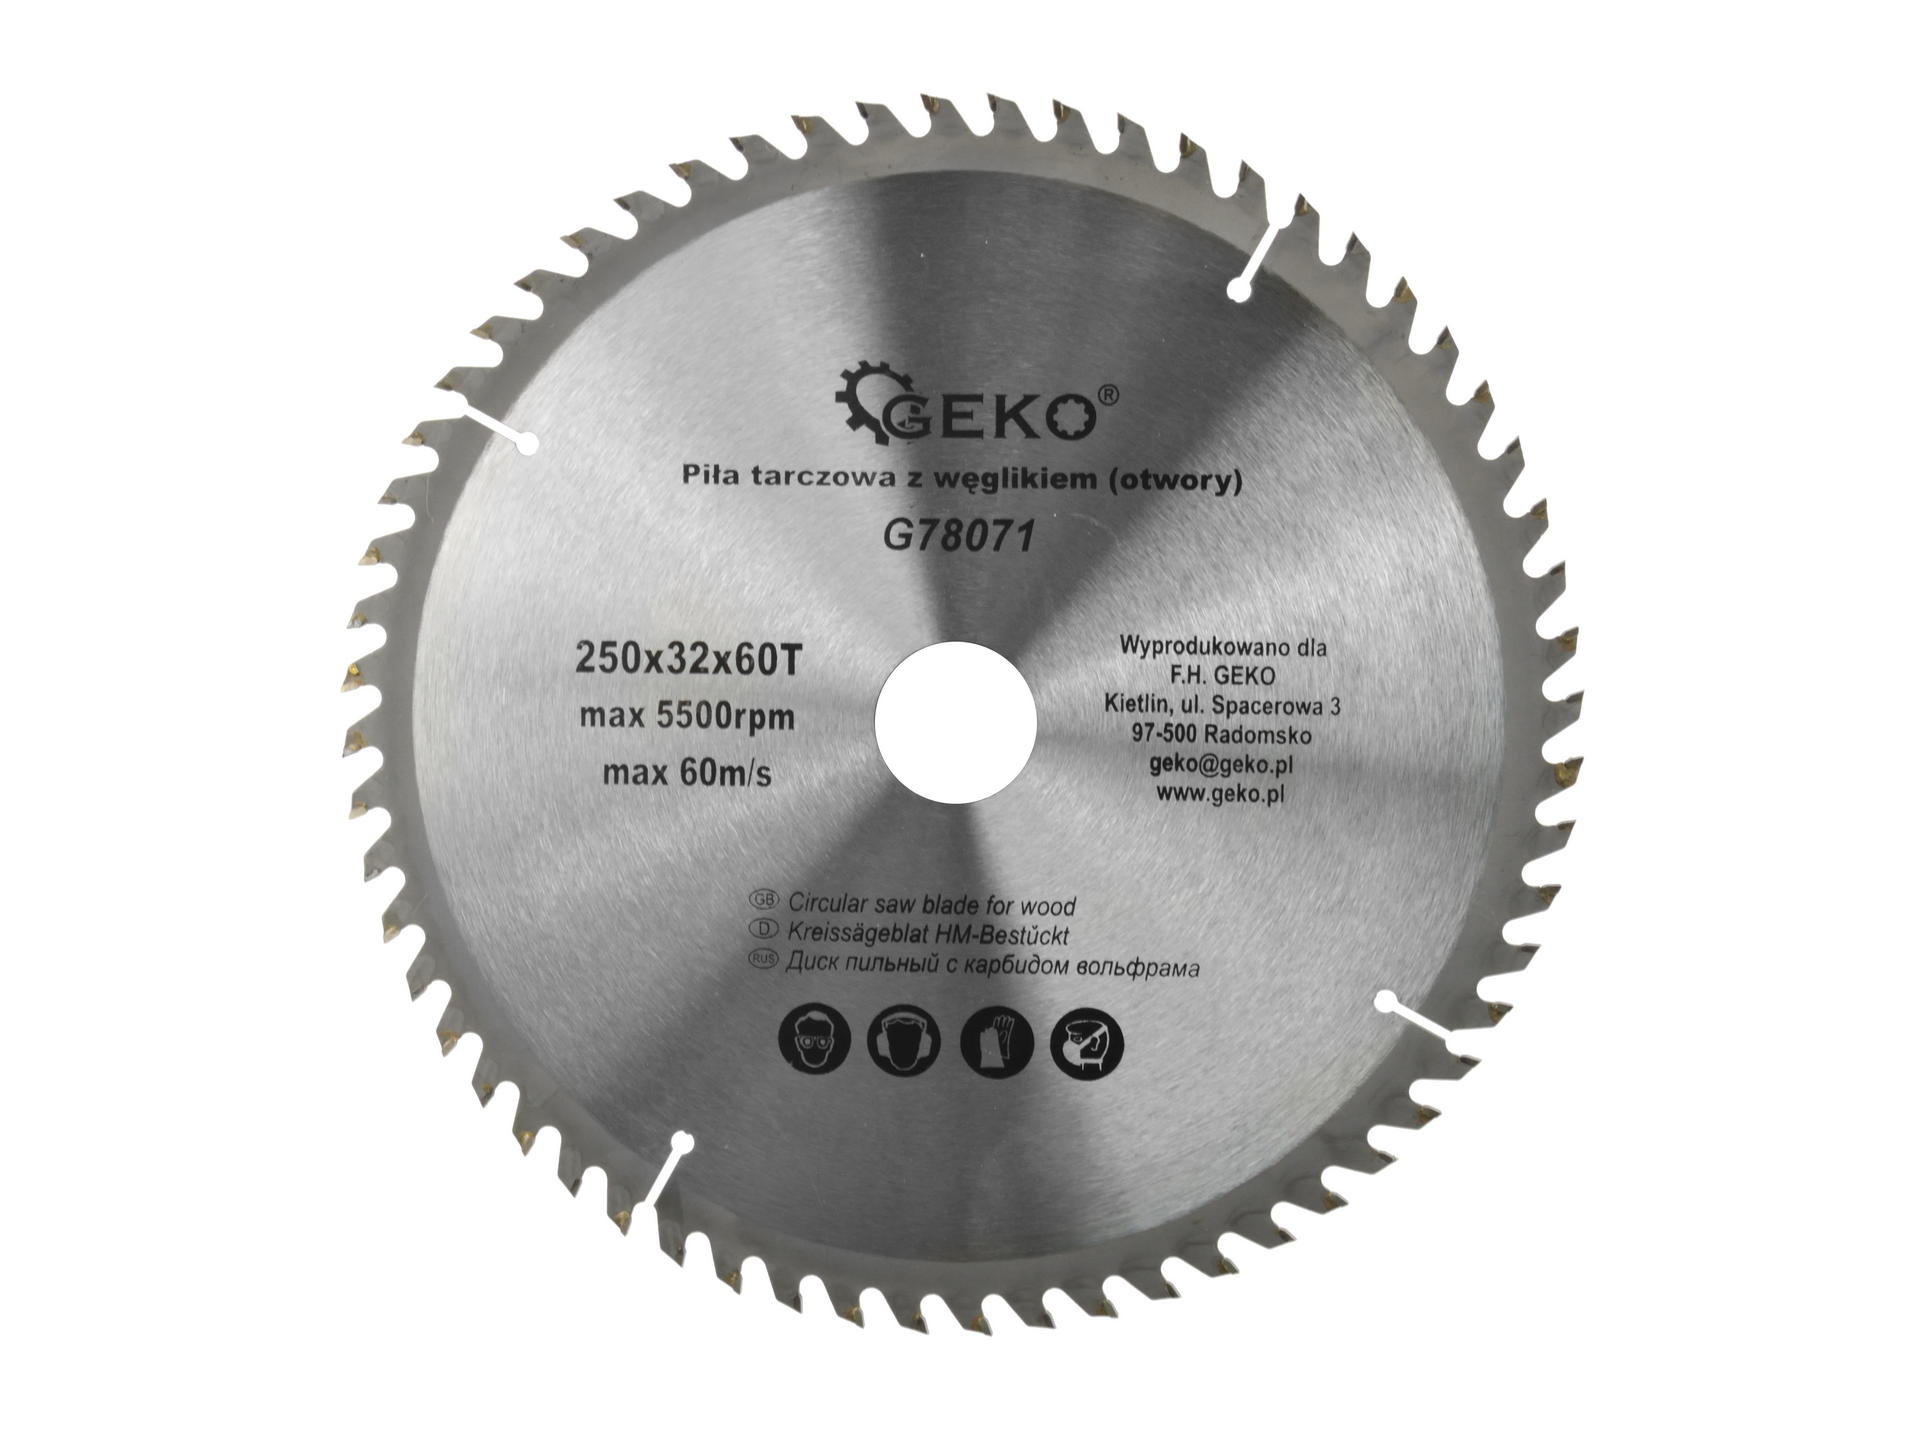 GEKO®
Piła tarczowa z węglikiem (otwory)
G78071
250x32x60T
max 5500rpm
max 60m/s
Wyprodukowano dla
F.H. GEKO
Kietlin, ul. Spacerowa 3
97-500 Radomsko
geko@geko.pl
www.geko.pl
GB Circular saw blade for wood
D Kreissägeblat HM-Bestŭckt
RUS Диск пильный с карбидом вольфрама